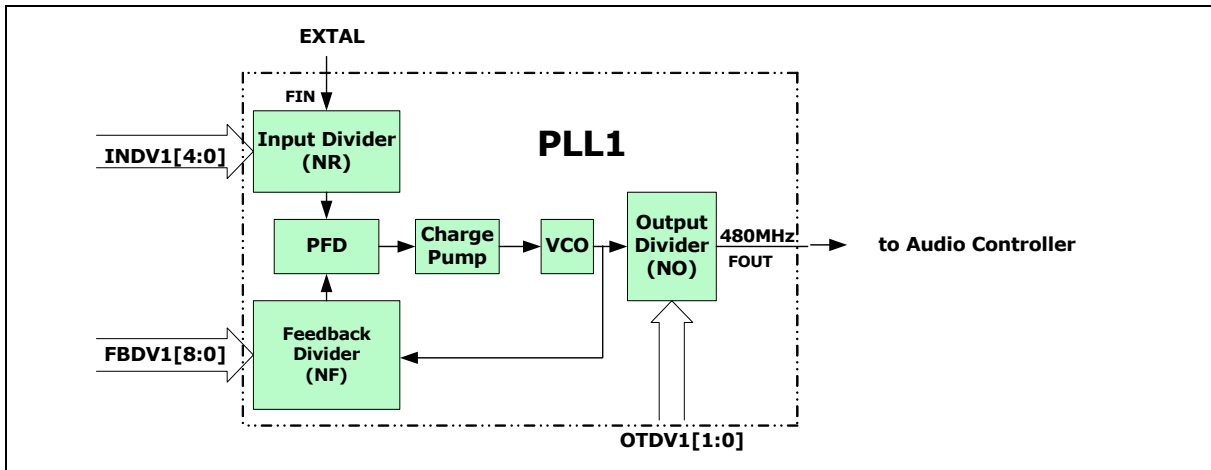 EXTAL
FIN
Input Divider
(NR)
INDV1[4:0]
PLL1
PFD
Charge
Pump
VCO
Output
Divider
(NO)
480MHz
FOUT
to Audio Controller
Feedback
Divider
(NF)
FBDV1[8:0]
OTDV1[1:0]